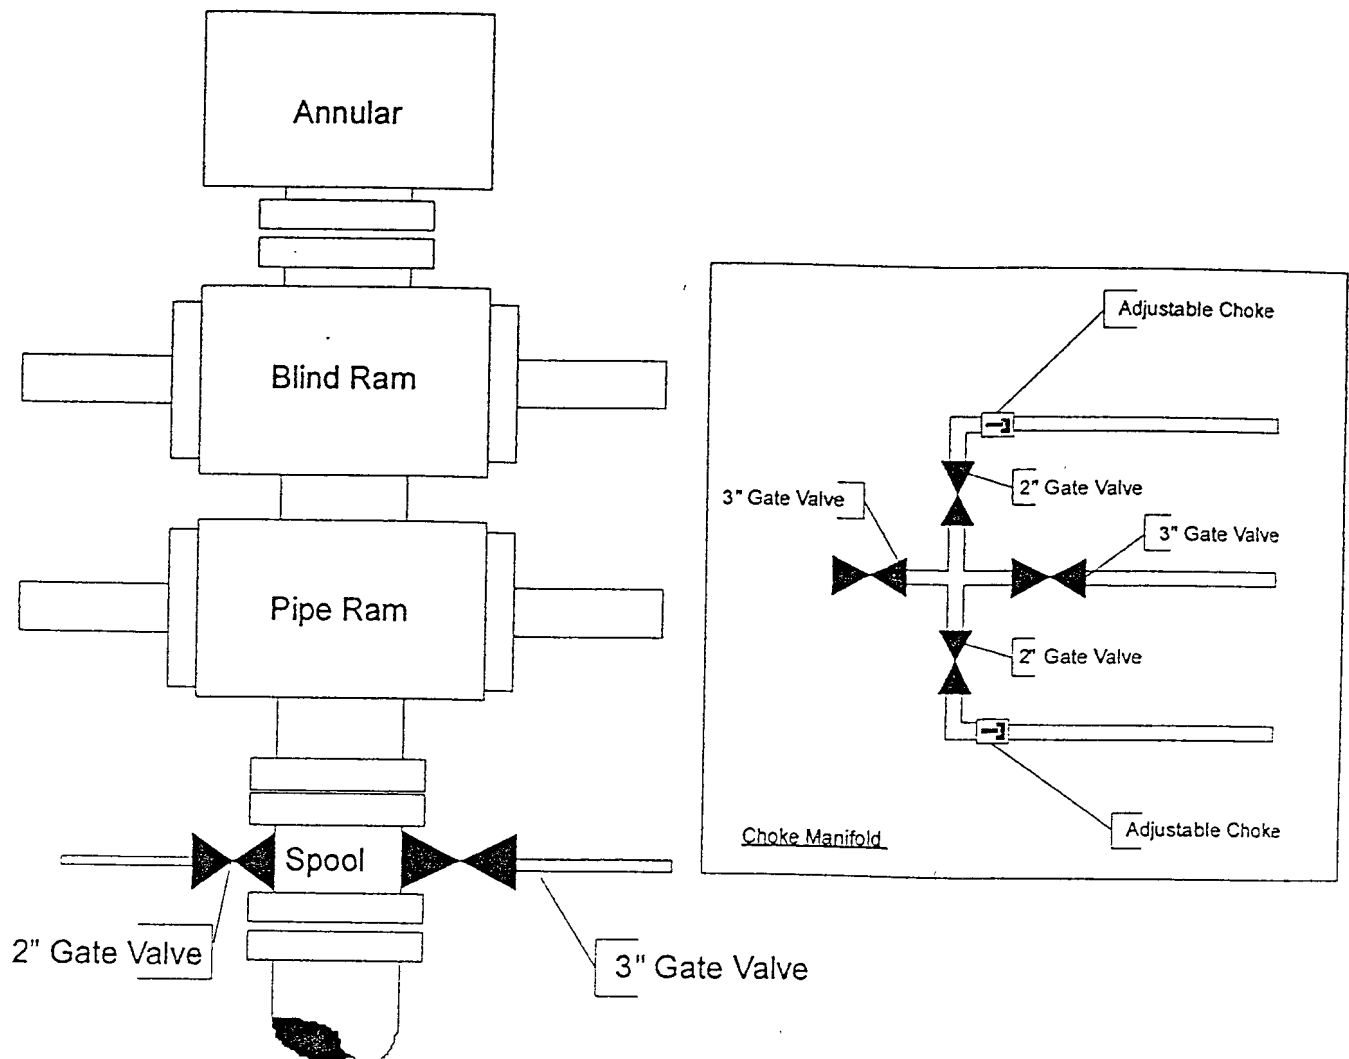 Annular
Blind Ram
Pipe Ram
Spool
2" Gate Valve
3" Gate Valve
Adjustable Choke
2" Gate Valve
3" Gate Valve
3" Gate Valve
2" Gate Valve
Adjustable Choke
Choke Manifold